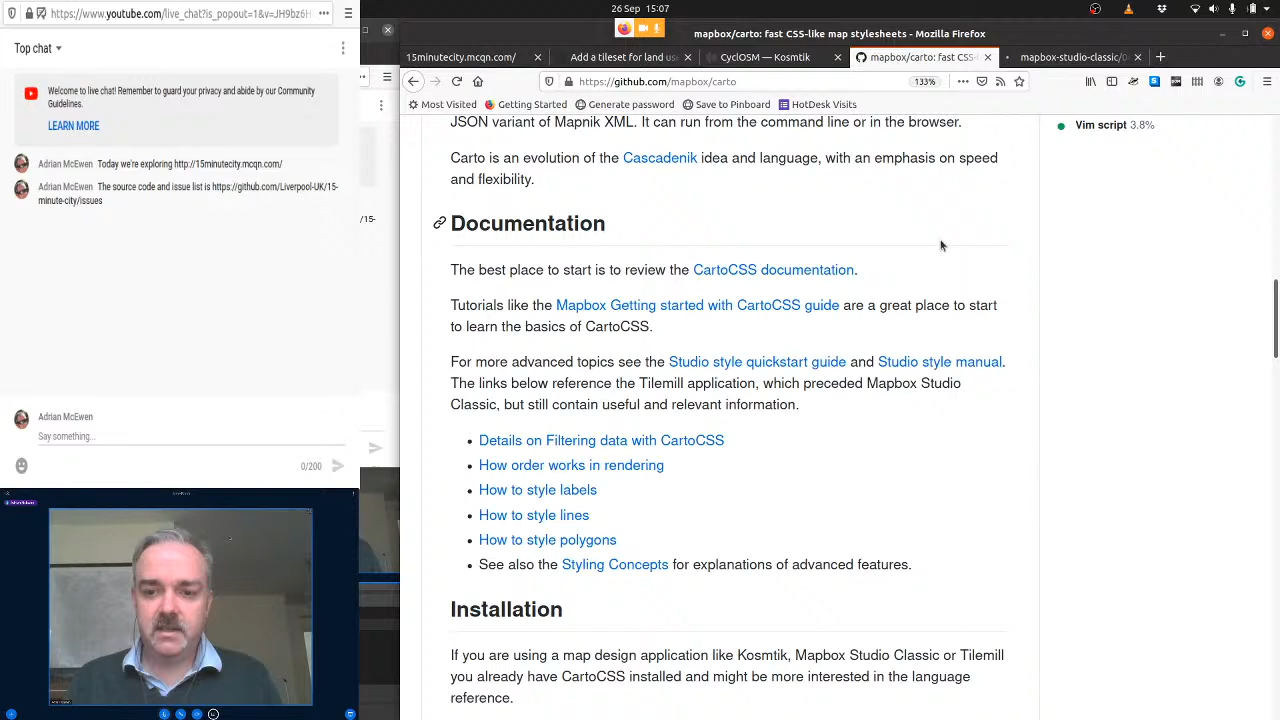 26 Sep 15:07
https://www.youtube.com/live_chat?is_popout=1&v=JH9bz6H
mapbox/carto: fast CSS-like map stylesheets - Mozilla Firefox
15minutecity.mcqn.com/
Add a tileset for land use
CyclOSM — Kosmtik
mapbox/carto: fast CSS-
mapbox-studio-classic/0
https://github.com/mapbox/carto
133%
Most Visited
Getting Started
Generate password
Save to Pinboard
HotDesk Visits
Top chat
Welcome to live chat! Remember to guard your privacy and abide by our Community
Guidelines.
LEARN MORE
Adrian McEwen Today we're exploring http://15minutecity.mcqn.com/
Adrian McEwen The source code and issue list is https://github.com/Liverpool-UK/15-
minute-city/issues
/15-
Adrian McEwen
Say something...
0/200
JSON variant of Mapnik XML. It can run from the command line or in the browser.
Carto is an evolution of the Cascadenik idea and language, with an emphasis on speed
and flexibility.
Documentation
The best place to start is to review the CartoCSS documentation.
Tutorials like the Mapbox Getting started with CartoCSS guide are a great place to start
to learn the basics of CartoCSS.
For more advanced topics see the Studio style quickstart guide and Studio style manual.
The links below reference the Tilemill application, which preceded Mapbox Studio
Classic, but still contain useful and relevant information.
• Details on Filtering data with CartoCSS
• How order works in rendering
• How to style labels
• How to style lines
• How to style polygons
• See also the Styling Concepts for explanations of advanced features.
Installation
If you are using a map design application like Kosmtik, Mapbox Studio Classic or Tilemill
you already have CartoCSS installed and might be more interested in the language
reference.
Vim script 3.8%